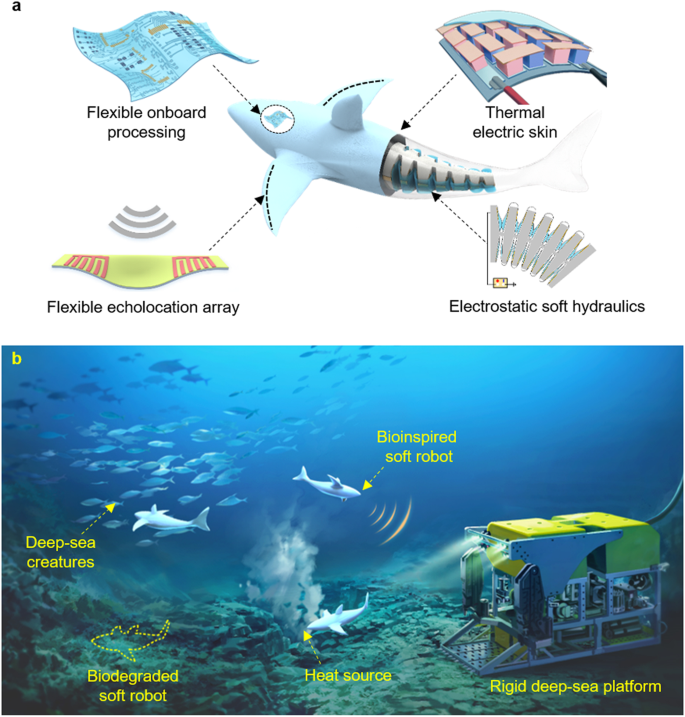 a
Flexible onboard
processing
Thermal
electric skin
Flexible echolocation array
Electrostatic soft hydraulics
b
Bioinspired
soft robot
Deep-sea
creatures
Biodegraded
soft robot
Heat source
Rigid deep-sea platform